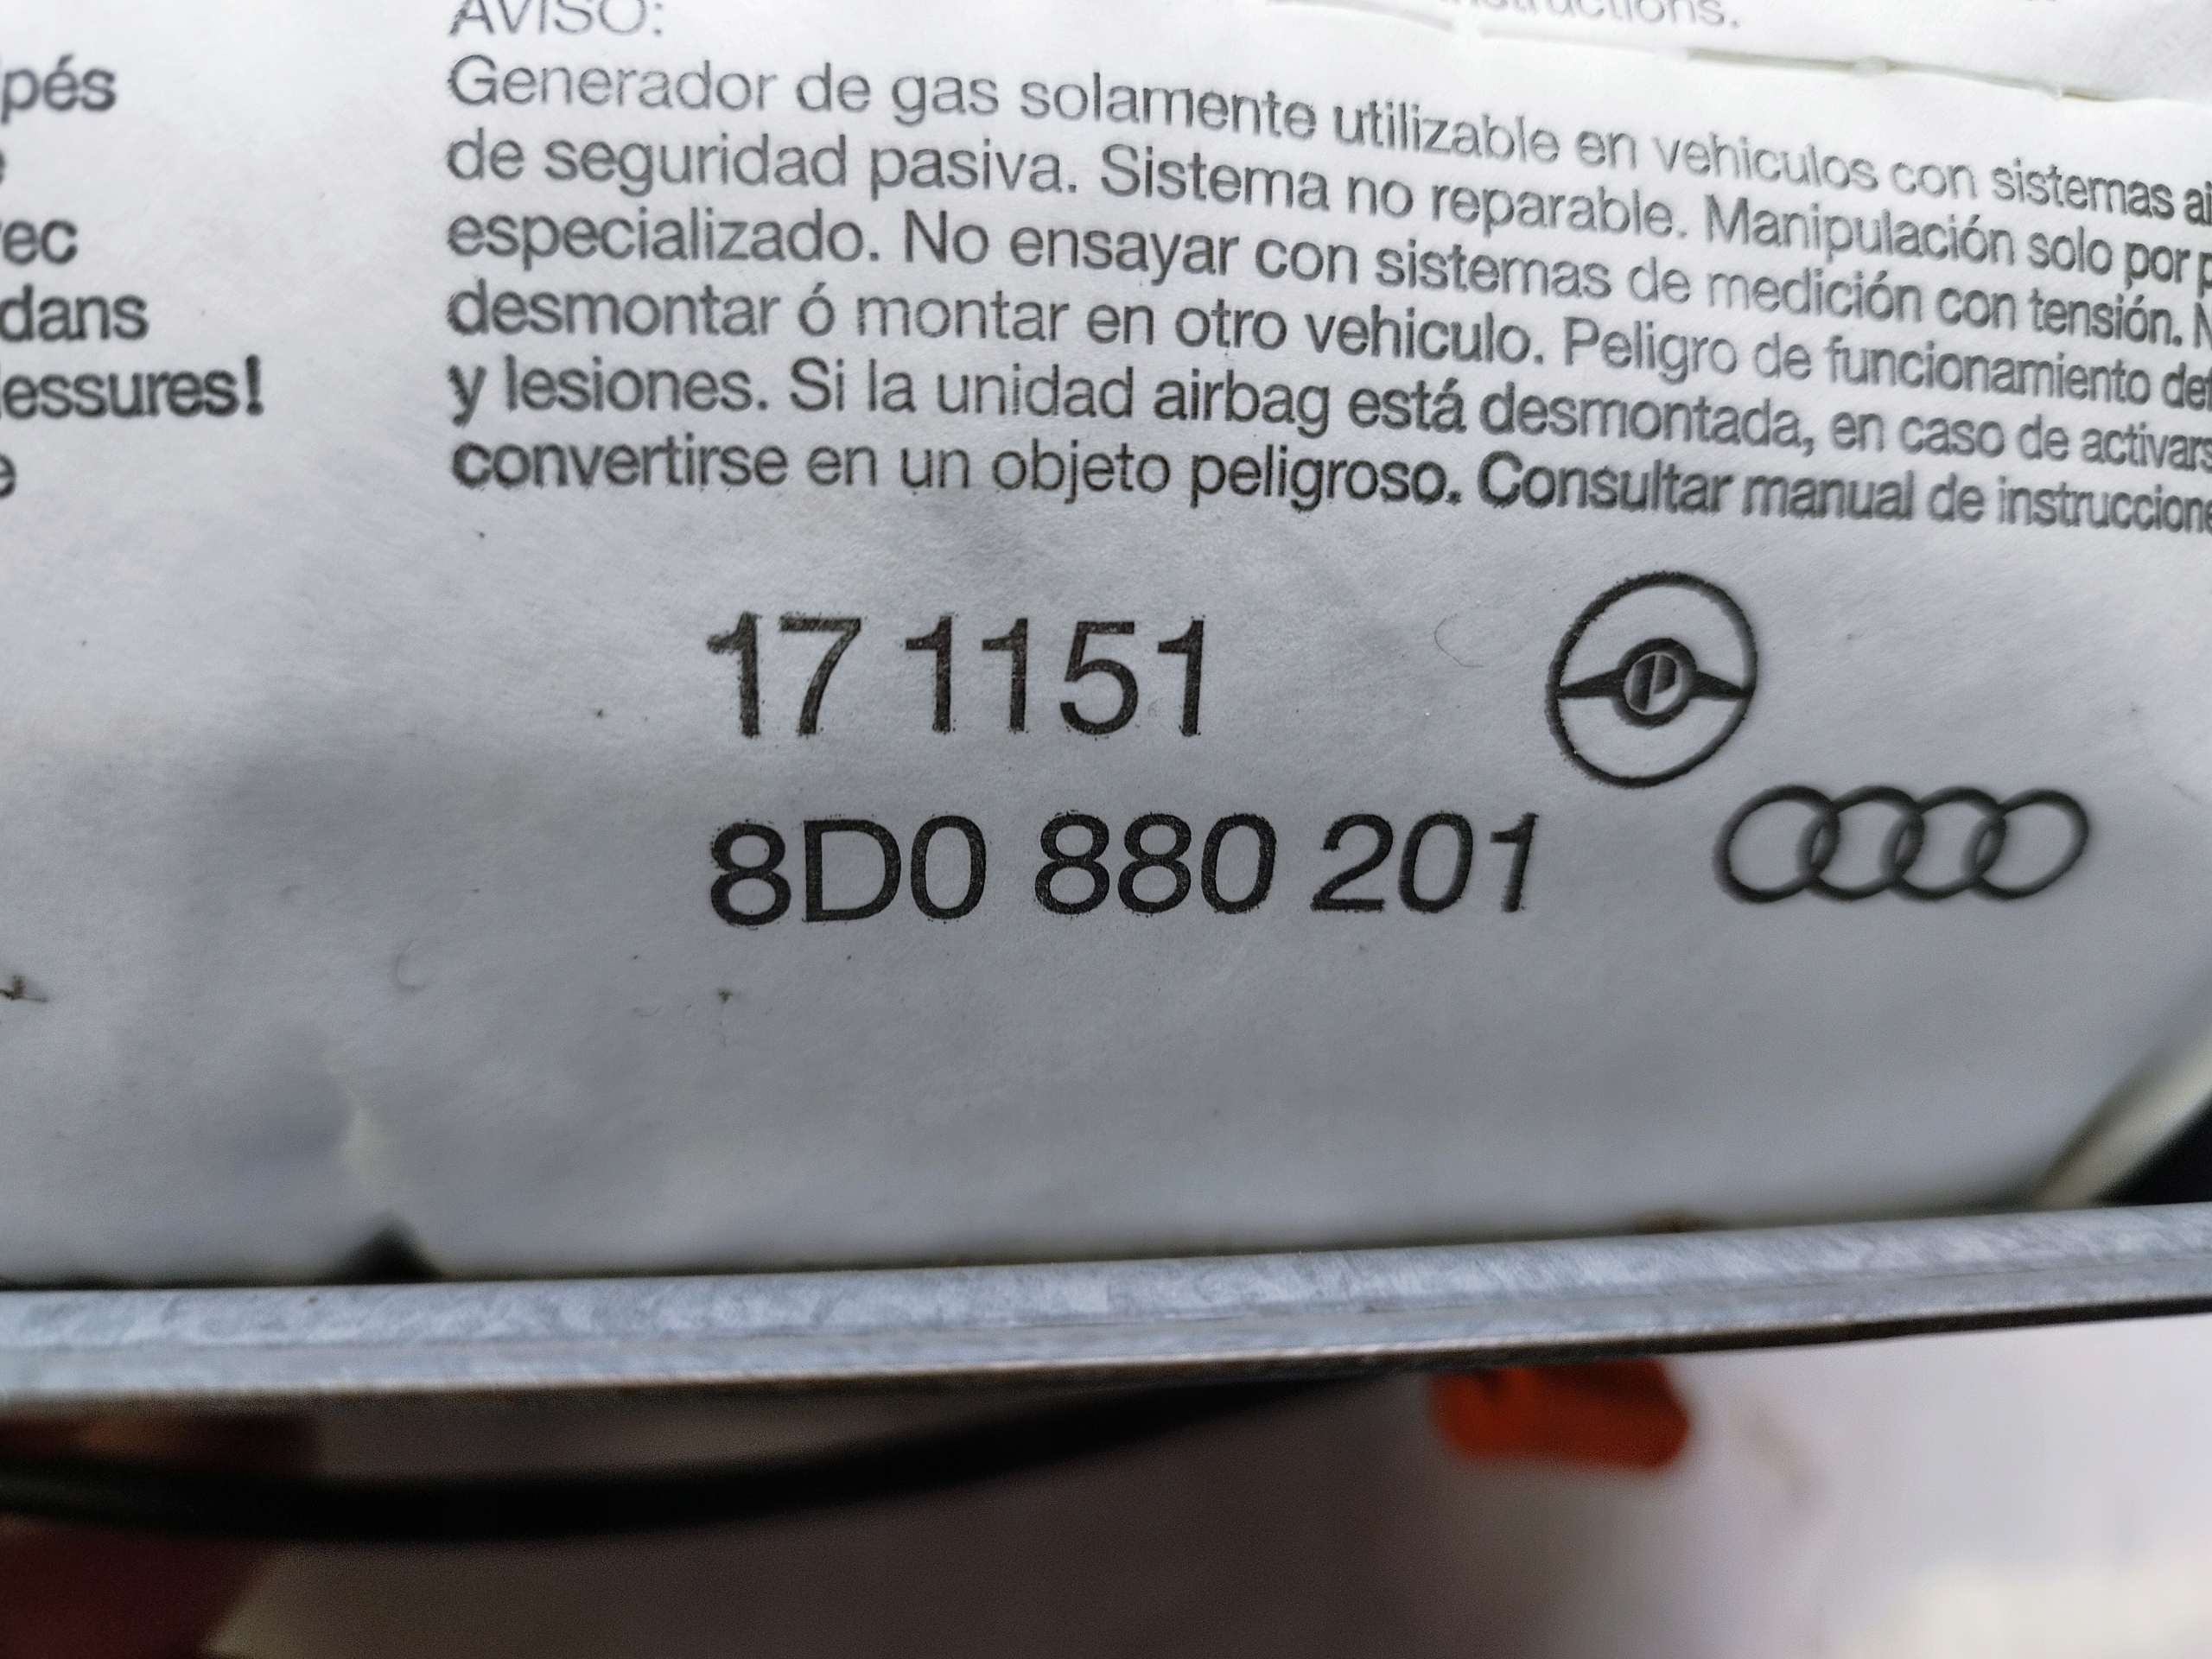 AVISO:
instructions.
pés
Generador de gas solamente utilizable en vehiculos con sistemas
de seguridad pasiva. Sistema no reparable. Manipulación solo por
ec
especializado. No ensayar con sistemas de medición con tensión.
dans
desmontar ó montar en otro vehiculo. Peligro de funcionamiento
essures!
y lesiones. Si la unidad airbag está desmontada, en caso de activars
e
convertirse en un objeto peligroso. Consultar manual de instruccione
17 1151
P
8D0 880 201